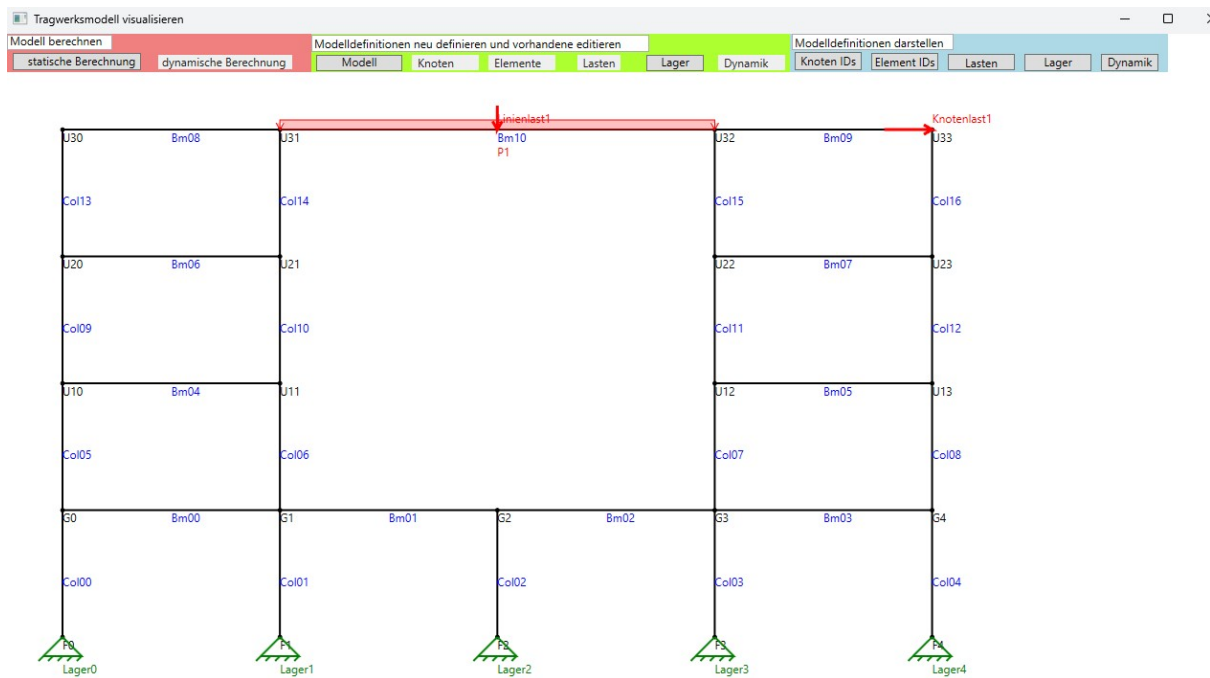 Tragwerksmodell visualisieren
Modell berechnen
Modelldefinitionen neu definieren und vorhandene editieren
Modelldefinitionen darstellen
statische Berechnung dynamische Berechnung Modell Knoten Elemente Lasten Lager Dynamik Knoten IDs Element IDs Lasten Lager Dynamik
inienlast1 Knotenlast1
U30 Bm08 U31 Bm10 U32 Bm09 U33
P1
Col13 Col14 Col15 Col16
U20 Bm06 U21 U22 Bm07 U23
Col09 Col10 Col11 Col12
U10 Bm04 U11 U12 Bm05 U13
Col05 Col06 Col07 Col08
G0 Bm00 G1 Bm01 G2 Bm02 G3 Bm03 G4
Col00 Col01 Col02 Col03 Col04
F0 F1 F2 F3 F4
Lager0 Lager1 Lager2 Lager3 Lager4